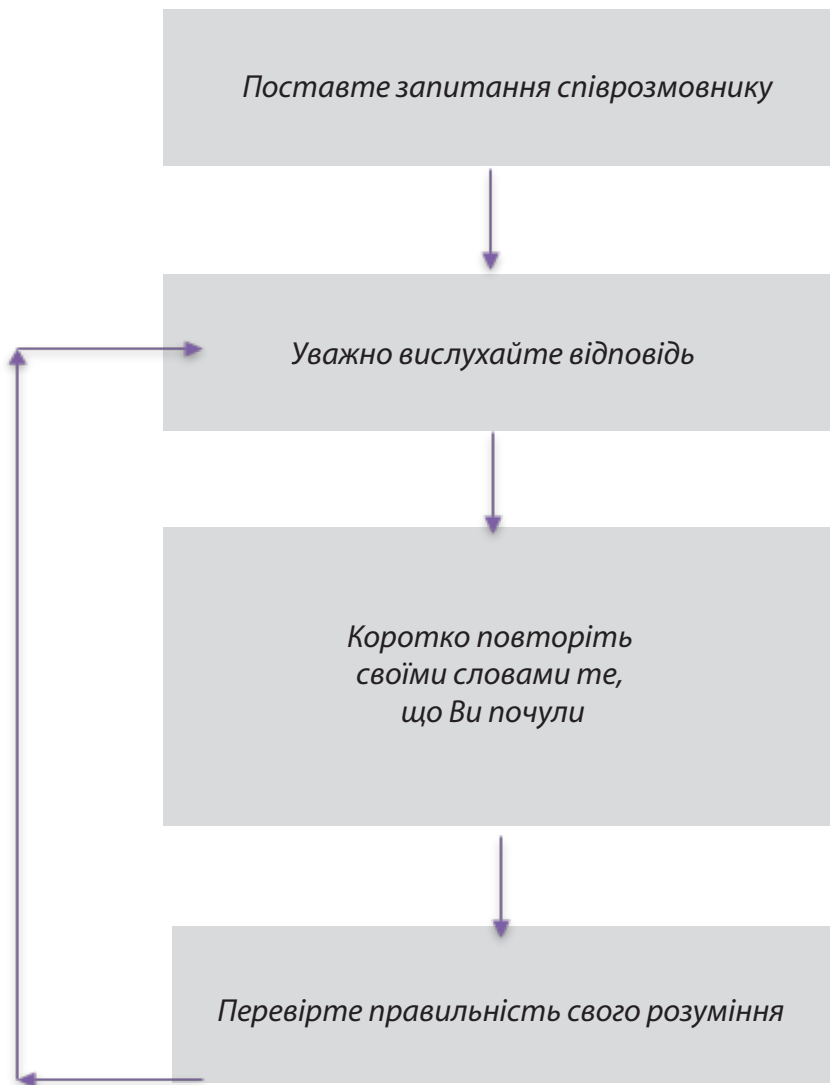 Поставте запитання співрозмовнику
Уважно вислухайте відповідь
Коротко повторіть
своїми словами те,
що Ви почули
Перевірте правильність свого розуміння